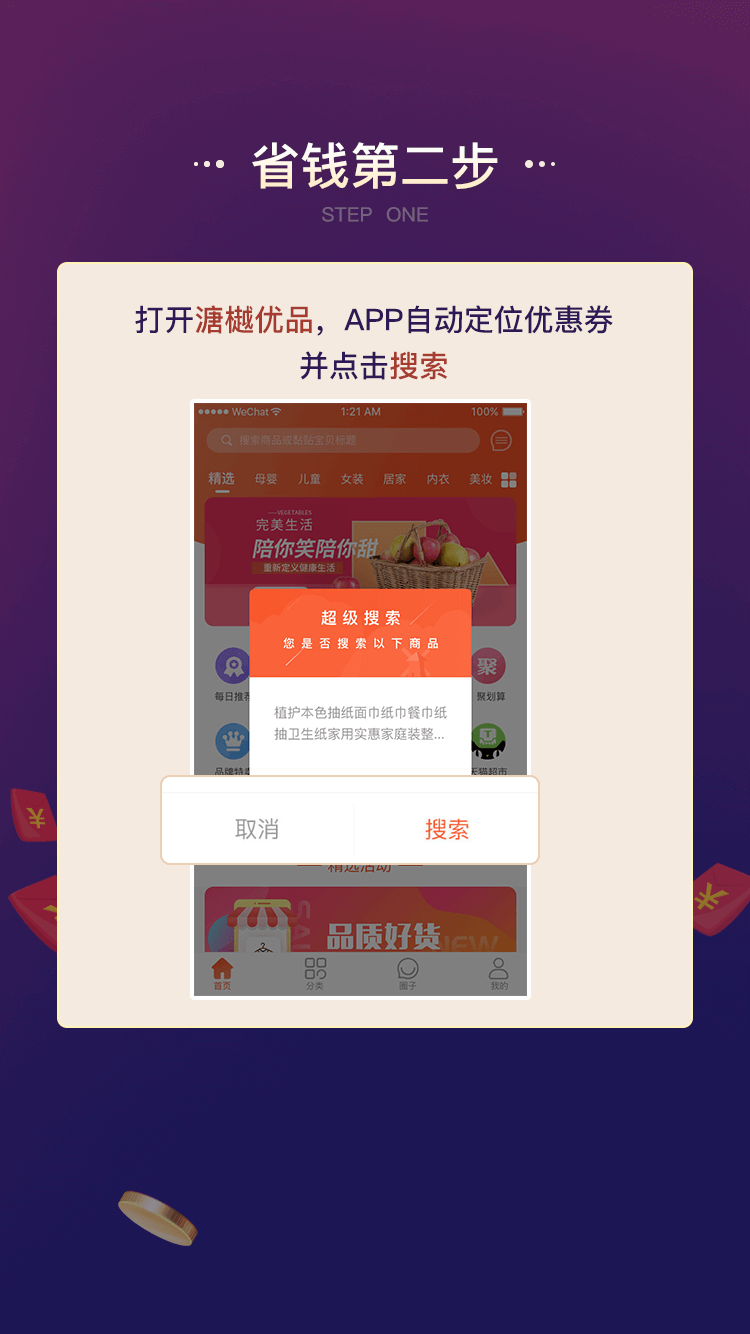 省钱第二步
STEP ONE
打开溏樾优品，APP自动定位优惠券
并点击搜索
WeChat 1:21 AM 100%
搜索商品或黏贴宝贝标题
精选 母婴 儿童 女装 居家 内衣 美妆
VEGETABLES
完美生活
陪你笑陪你甜
重新定义健康生活
超级搜索
您是否搜索以下商品
每日推荐 聚 聚划算
植护本色抽纸面巾纸巾餐巾纸
抽卫生纸家用实惠家庭装整...
品牌特卖 天猫超市
取消 搜索
精选活动
品质好货
首页 分类 圈子 我的